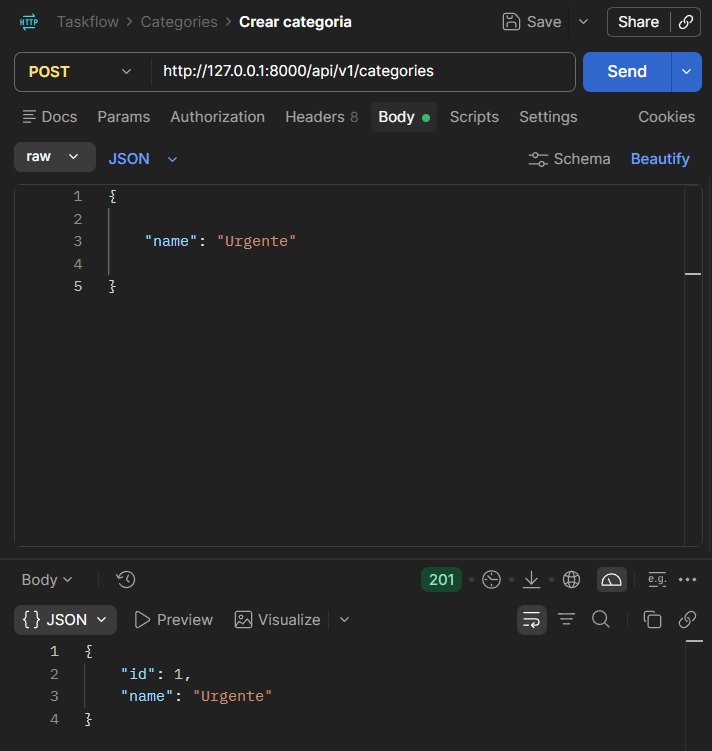 HTTP Taskflow > Categories > Crear categoria Save Share
POST http://127.0.0.1:8000/api/v1/categories Send
Docs Params Authorization Headers 8 Body Scripts Settings Cookies
raw JSON Schema Beautify
1 {
2
3 "name": "Urgente"
4
5 }
Body 201 e.g.
{} JSON Preview Visualize
1 {
2 "id": 1,
3 "name": "Urgente"
4 }